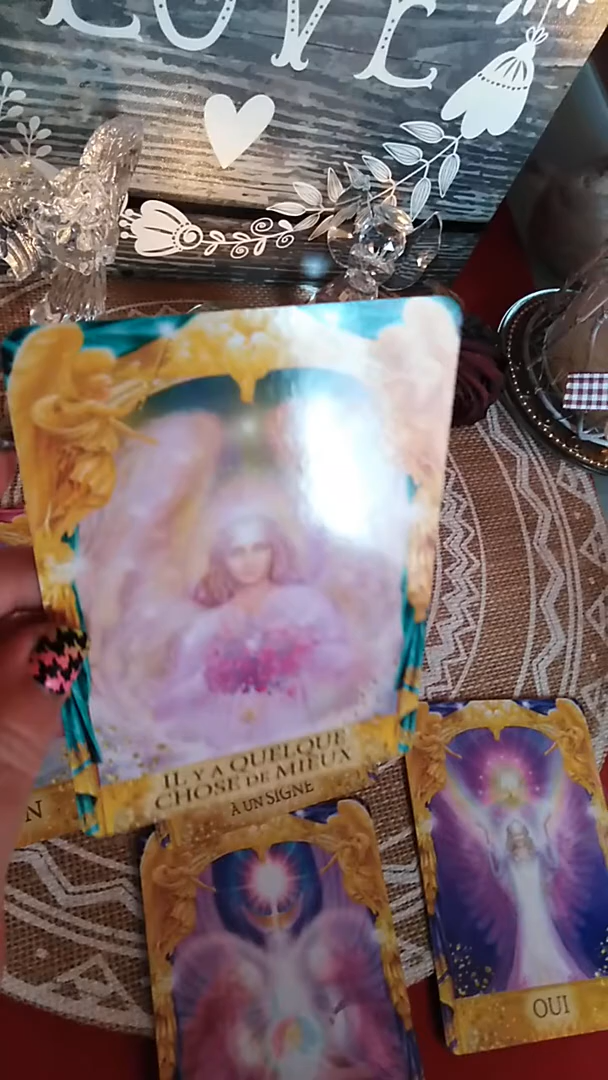 LOVE
IL Y A QUELQUE
CHOSE DE MIEUX
À UN SIGNE
N
OUI